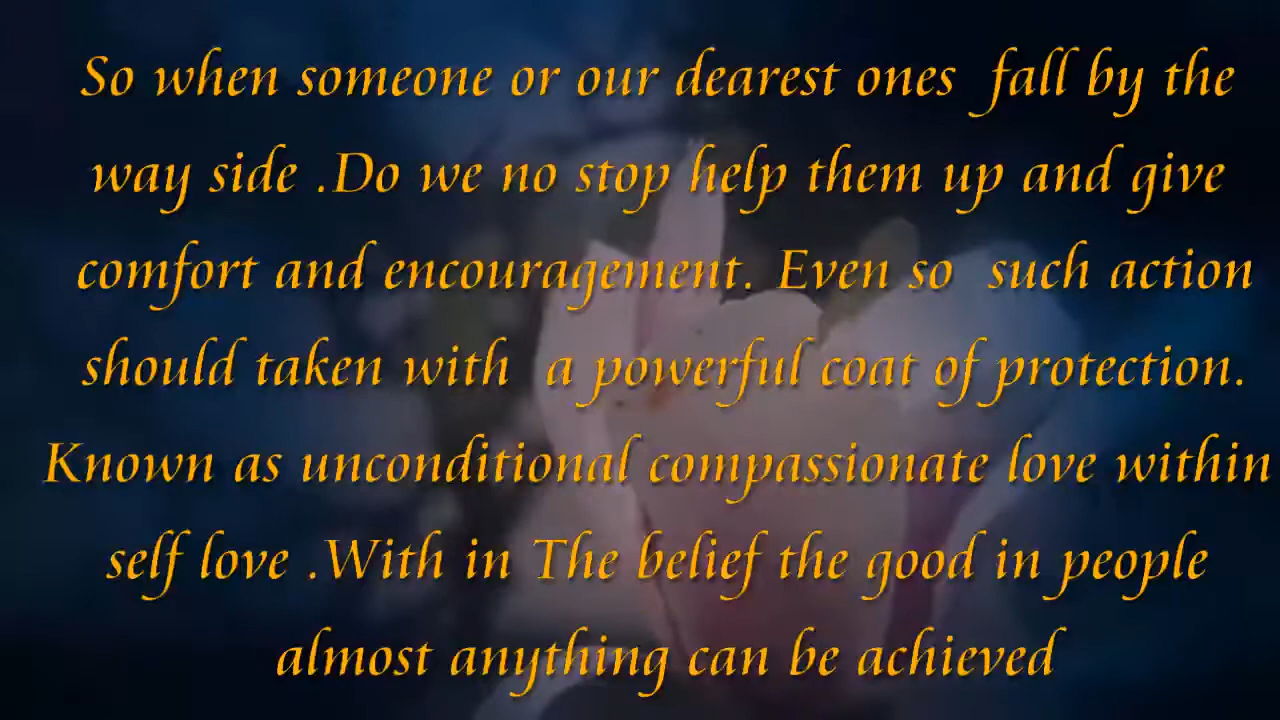 So when someone or our dearest ones  fall by the
way side .Do we no stop help them up and give
comfort and encouragement. Even so  such action
should taken with  a powerful coat of protection.
Known as unconditional compassionate love within
self love .With in The belief the good in people
almost anything can be achieved